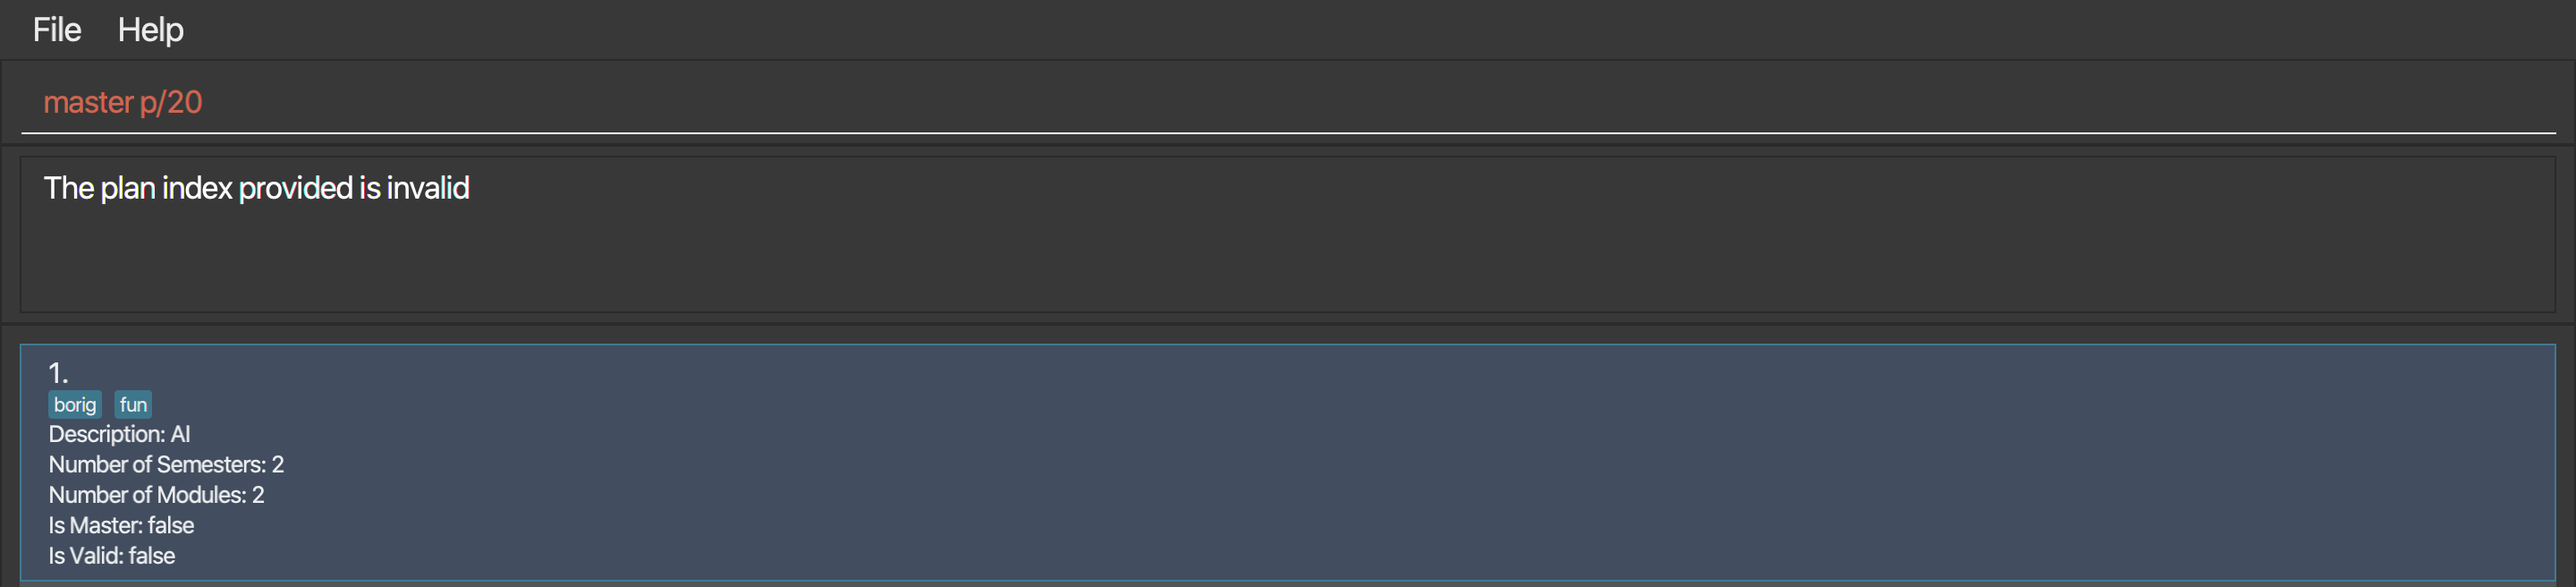 File Help
master p/20
The plan index provided is invalid
1.
borig fun
Description: AI
Number of Semesters: 2
Number of Modules: 2
Is Master: false
Is Valid: false